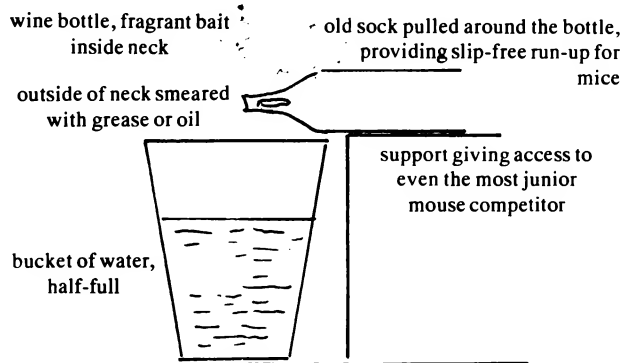 wine bottle, fragrant bait
inside neck
old sock pulled around the bottle,
providing slip-free run-up for
mice
outside of neck smeared
with grease or oil
support giving access to
even the most junior
mouse competitor
bucket of water,
half-full